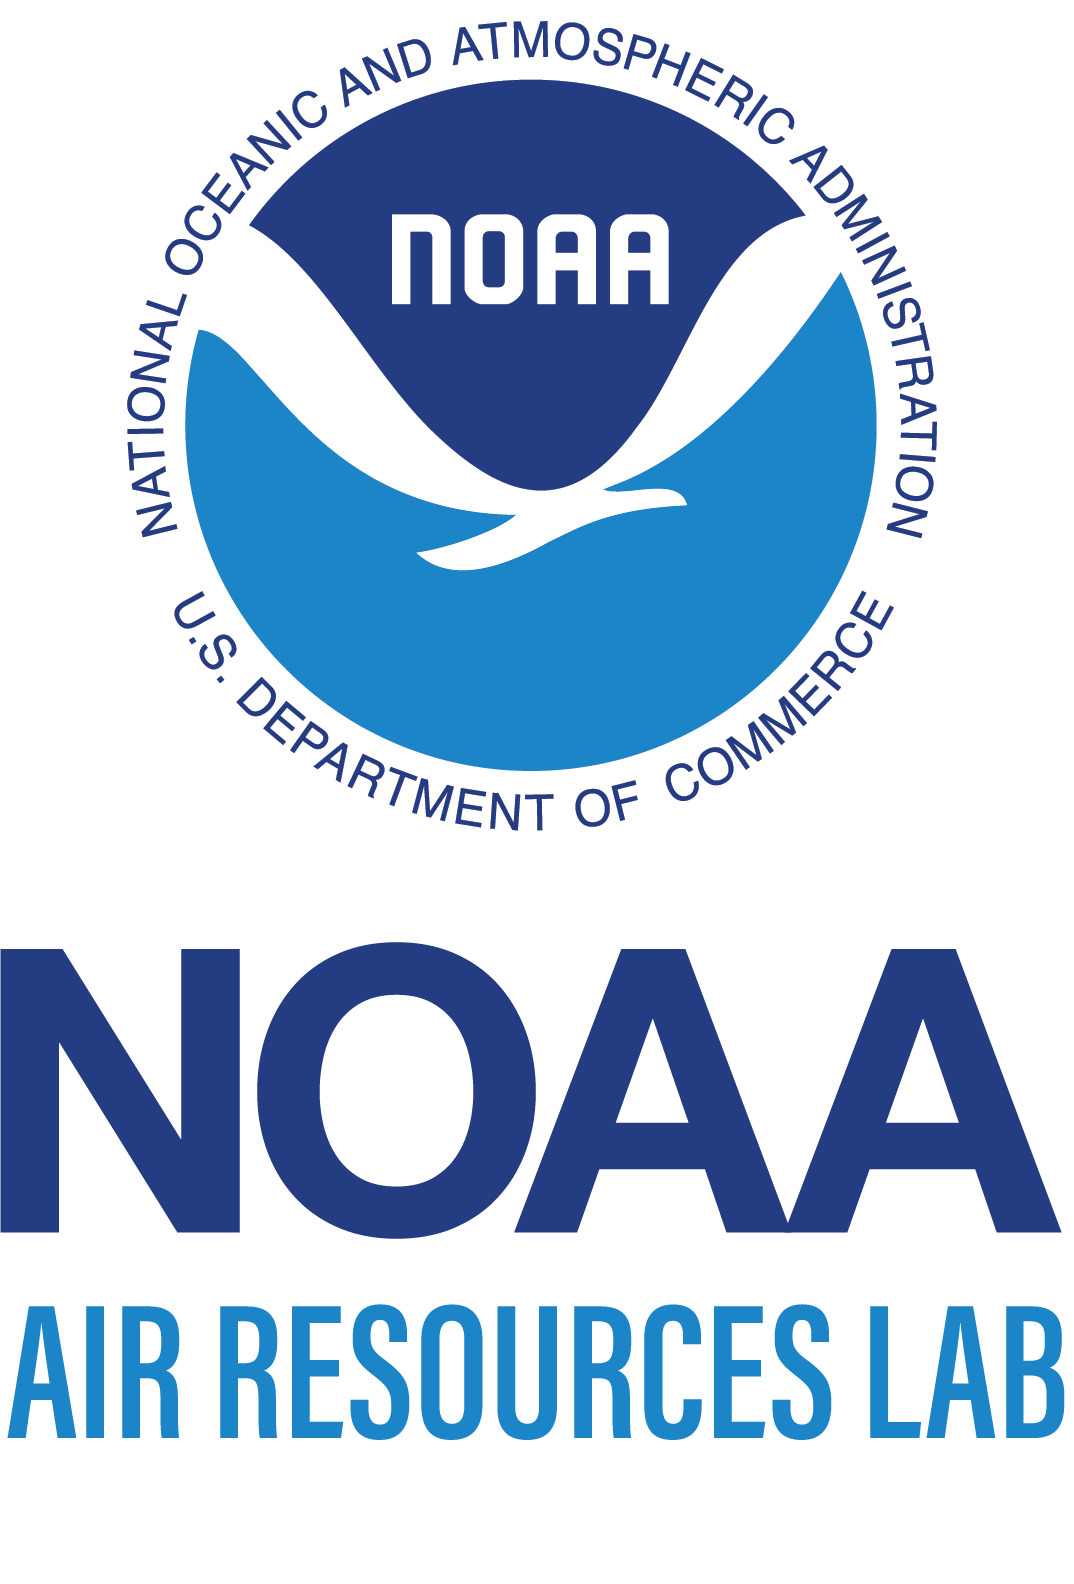 NATIONAL OCEANIC AND ATMOSPHERIC ADMINISTRATION
NOAA
U.S. DEPARTMENT OF COMMERCE
NOAA
AIR RESOURCES LAB